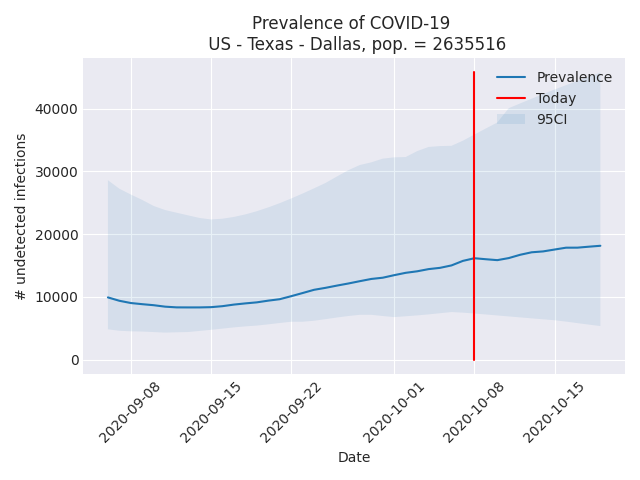 Prevalence of COVID-19
US - Texas - Dallas, pop. = 2635516
Prevalence
Today
95CI
# undetected infections
40000
30000
20000
10000
0
2020-09-08
2020-09-15
2020-09-22
2020-10-01
2020-10-08
2020-10-15
Date